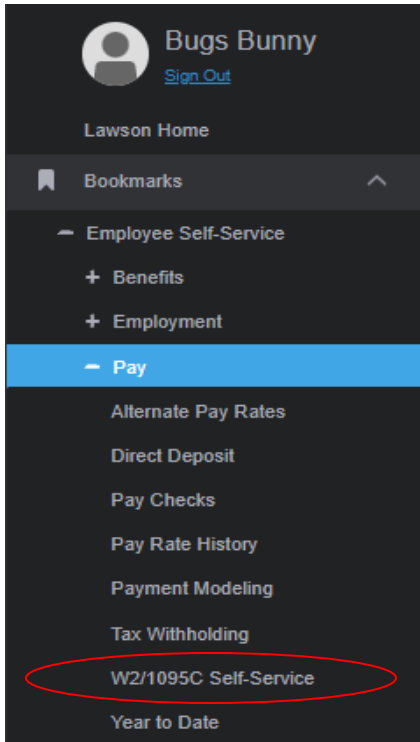 Bugs Bunny
Sign Out
Lawson Home
Bookmarks
Employee Self-Service
Benefits
Employment
Pay
Alternate Pay Rates
Direct Deposit
Pay Checks
Pay Rate History
Payment Modeling
Tax Withholding
W2/1095C Self-Service
Year to Date